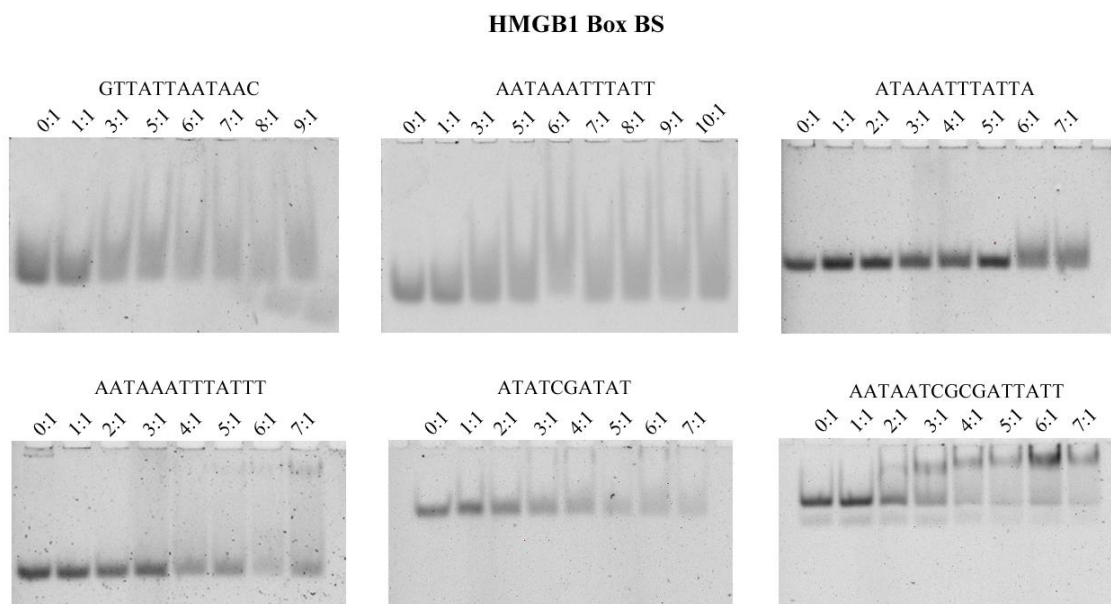 HMGB1 Box BS
GTTATTAATAAC
0:1 1:1 3:1 5:1 6:1 7:1 8:1 9:1
AATAAATTTATT
0:1 1:1 3:1 5:1 6:1 7:1 8:1 9:1 10:1
ATAAATTTATTA
0:1 1:1 2:1 3:1 4:1 5:1 6:1 7:1
AATAAATTTATTT
0:1 1:1 2:1 3:1 4:1 5:1 6:1 7:1
ATATCGATAT
0:1 1:1 2:1 3:1 4:1 5:1 6:1 7:1
AATAATCGCGATTATT
0:1 1:1 2:1 3:1 4:1 5:1 6:1 7:1